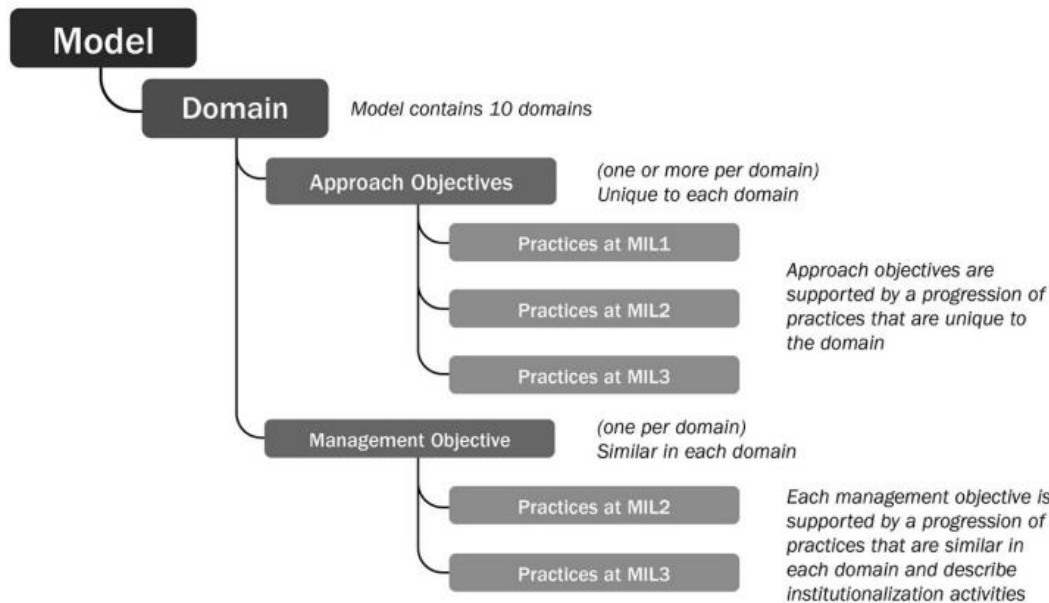 Model
Domain
Model contains 10 domains
Approach Objectives
(one or more per domain)
Unique to each domain
Practices at MIL1
Practices at MIL2
Practices at MIL3
Approach objectives are
supported by a progression of
practices that are unique to
the domain
Management Objective
(one per domain)
Similar in each domain
Practices at MIL2
Practices at MIL3
Each management objective is
supported by a progression of
practices that are similar in
each domain and describe
institutionalization activities